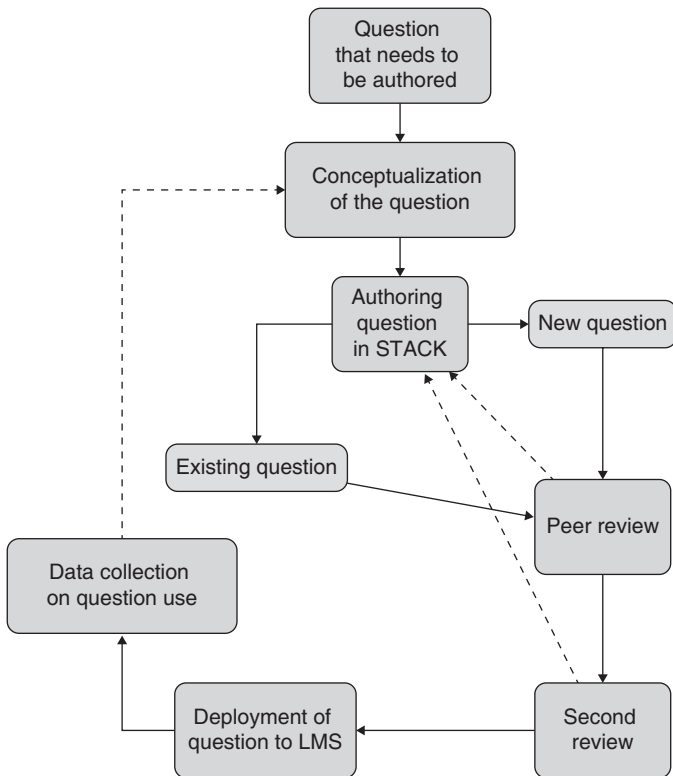 Question
that needs to
be authored
Conceptualization
of the question
Authoring
question
in STACK
New question
Existing question
Peer review
Data collection
on question use
Deployment of
question to LMS
Second
review